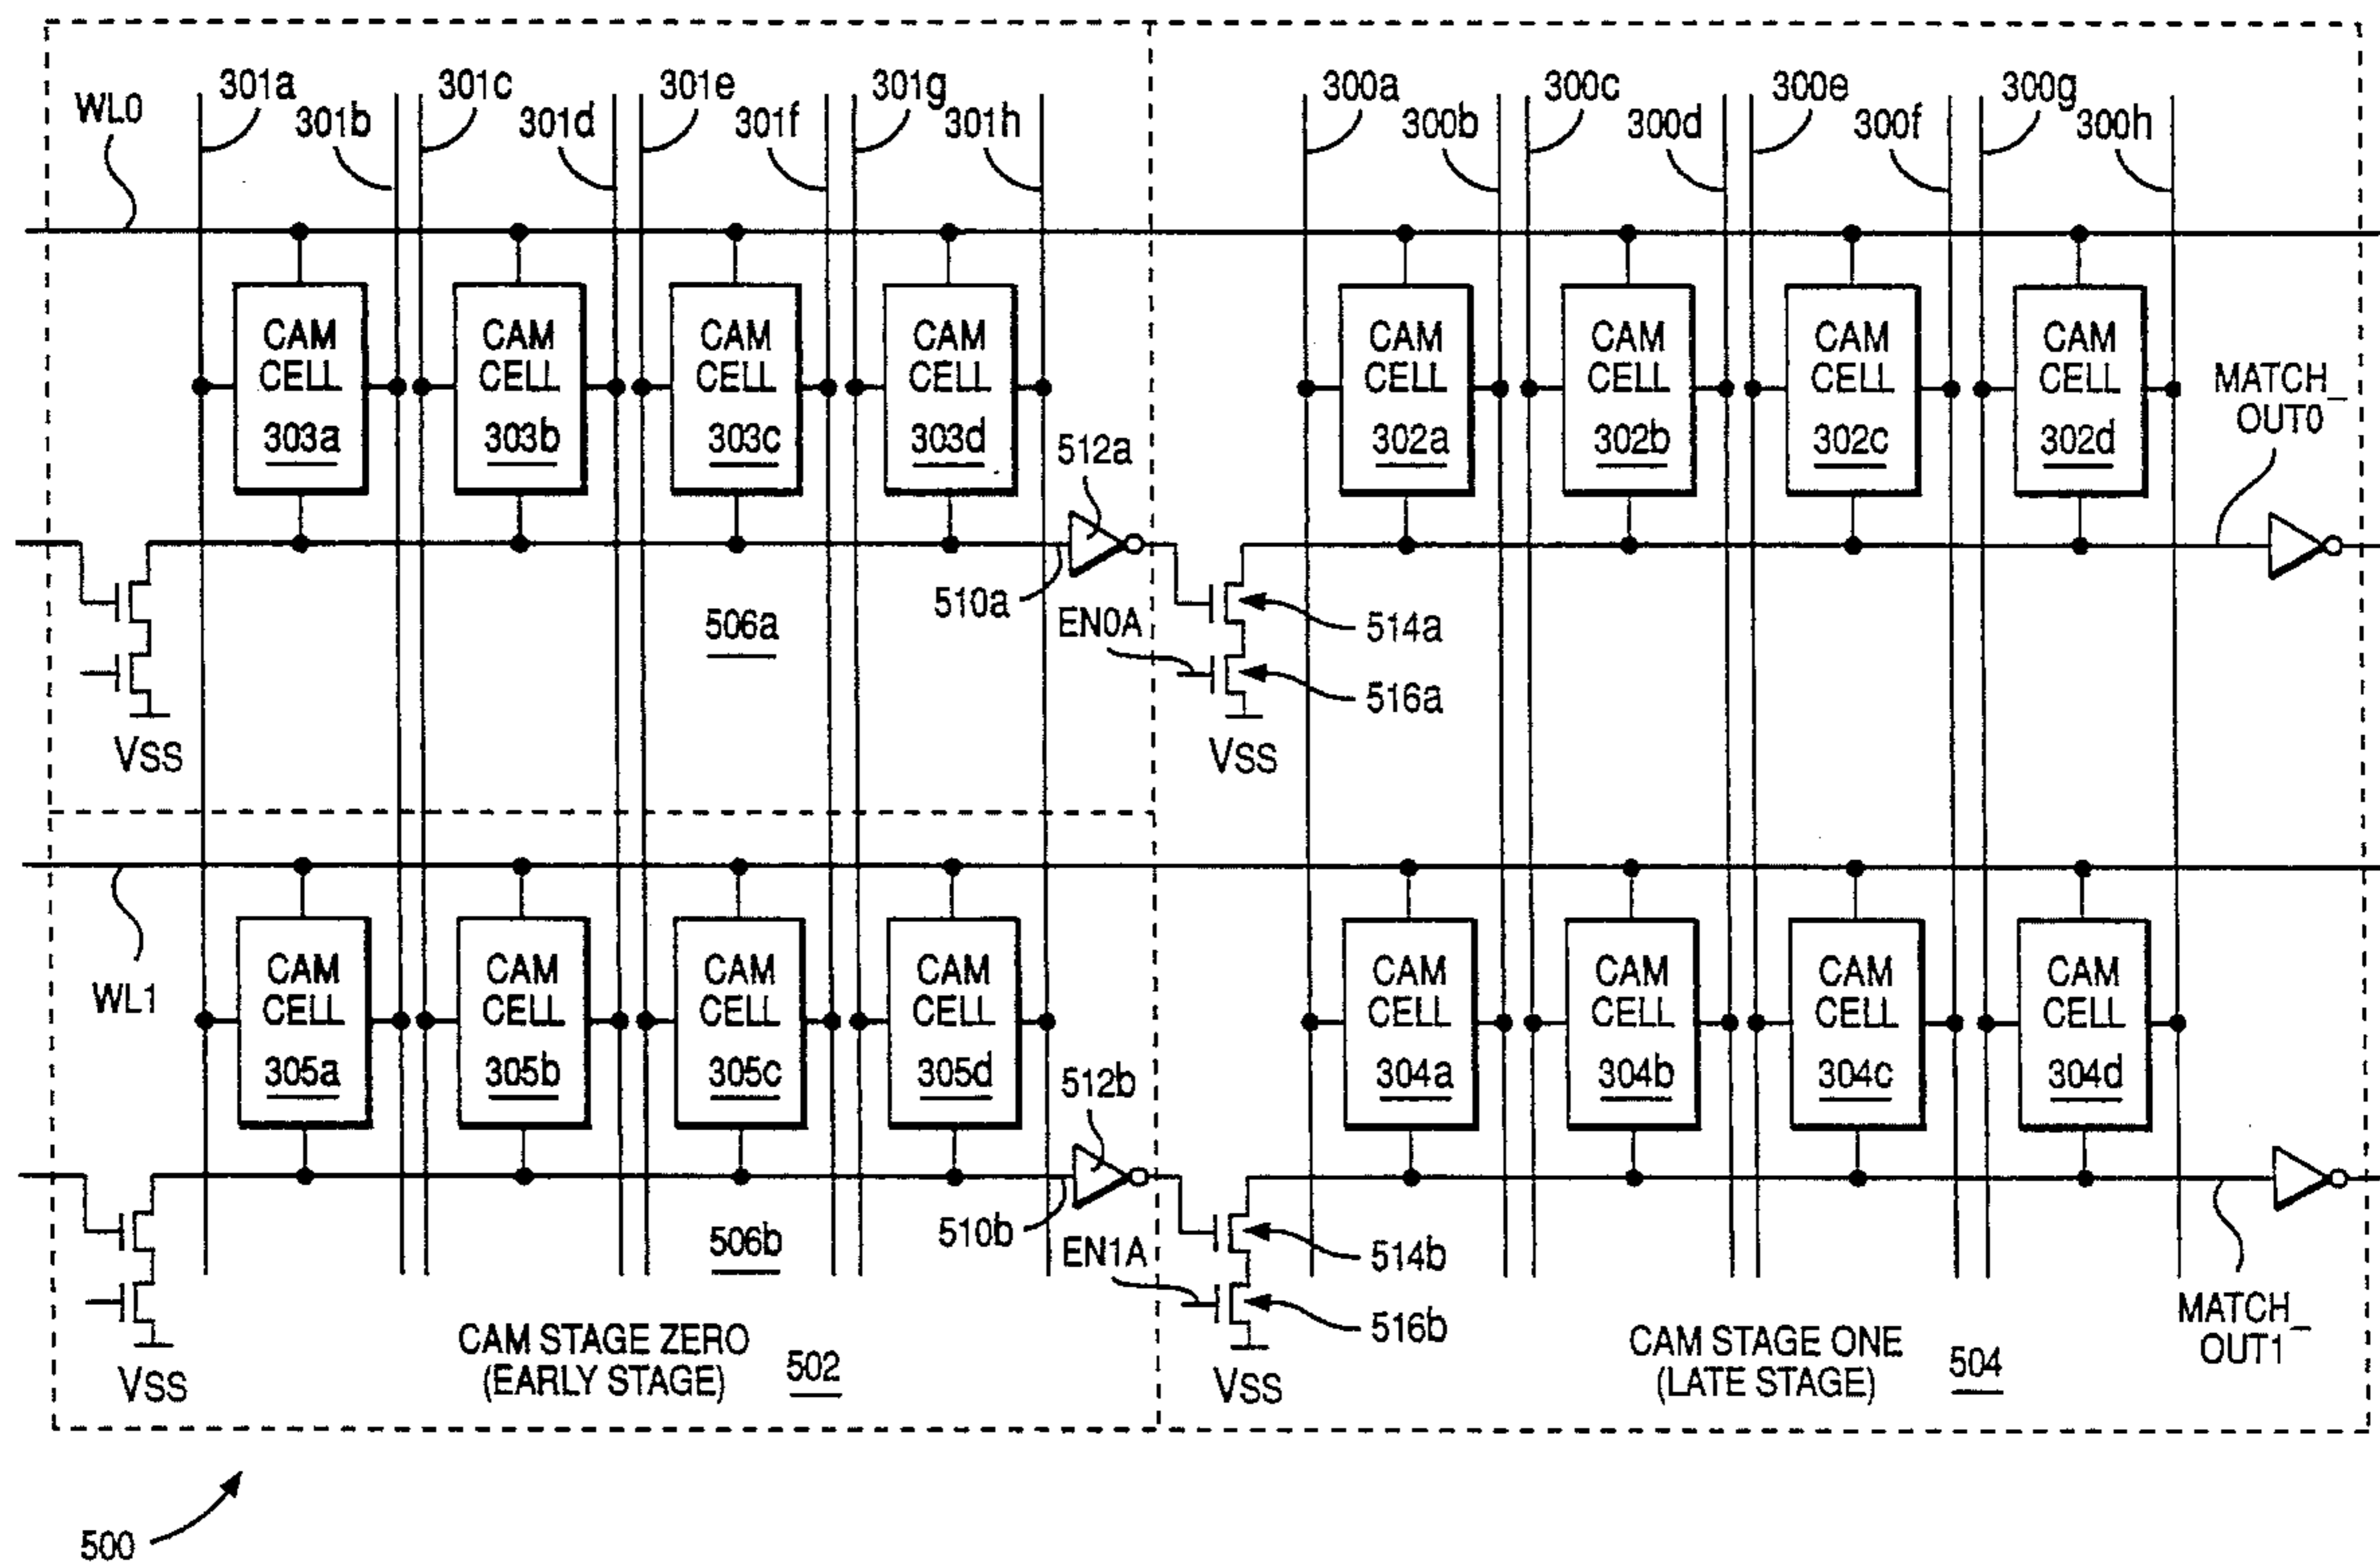 301a
301c
301e
301g
300a
300c
300e
300g
WL0
301b
301d
301f
301h
300b
300d
300f
300h
CAM
CELL
303a
CAM
CELL
303b
CAM
CELL
303c
CAM
CELL
303d
512a
CAM
CELL
302a
CAM
CELL
302b
CAM
CELL
302c
CAM
CELL
302d
MATCH_
OUT0
510a
506a
EN0A
514a
516a
VSS
VSS
WL1
CAM
CELL
305a
CAM
CELL
305b
CAM
CELL
305c
CAM
CELL
305d
512b
CAM
CELL
304a
CAM
CELL
304b
CAM
CELL
304c
CAM
CELL
304d
510b
506b
EN1A
514b
516b
MATCH_
OUT1
VSS
VSS
CAM STAGE ZERO
(EARLY STAGE)
502
CAM STAGE ONE
(LATE STAGE)
504
500